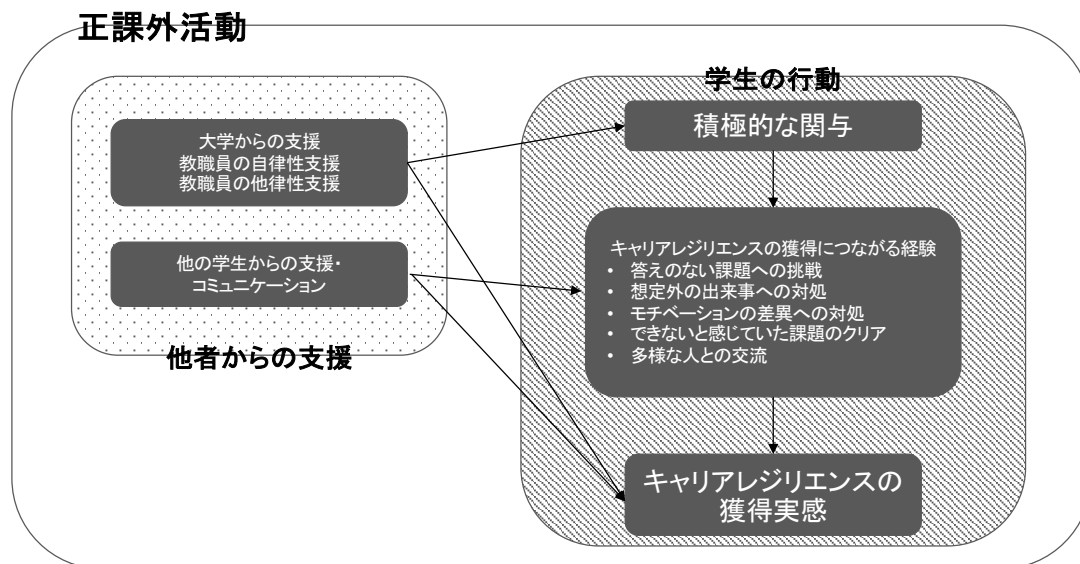 正課外活動
大学からの支援
教職員の自律性支援
教職員の他律性支援
他の学生からの支援・
コミュニケーション
他者からの支援
学生の行動
積極的な関与
キャリアレジリエンスの獲得につながる経験
• 答えのない課題への挑戦
• 想定外の出来事への対処
• モチベーションの差異への対処
• できないと感じていた課題のクリア
• 多様な人との交流
キャリアレジリエンスの
獲得実感